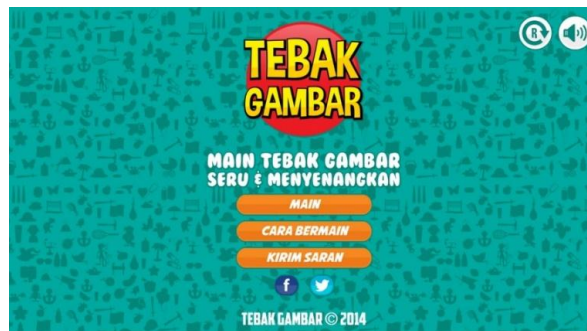 TEBAK
GAMBAR
R
MAIN TEBAK GAMBAR
SERU & MENYENANGKAN
MAIN
CARA BERMAIN
KIRIM SARAN
f
TEBAK GAMBAR © 2014